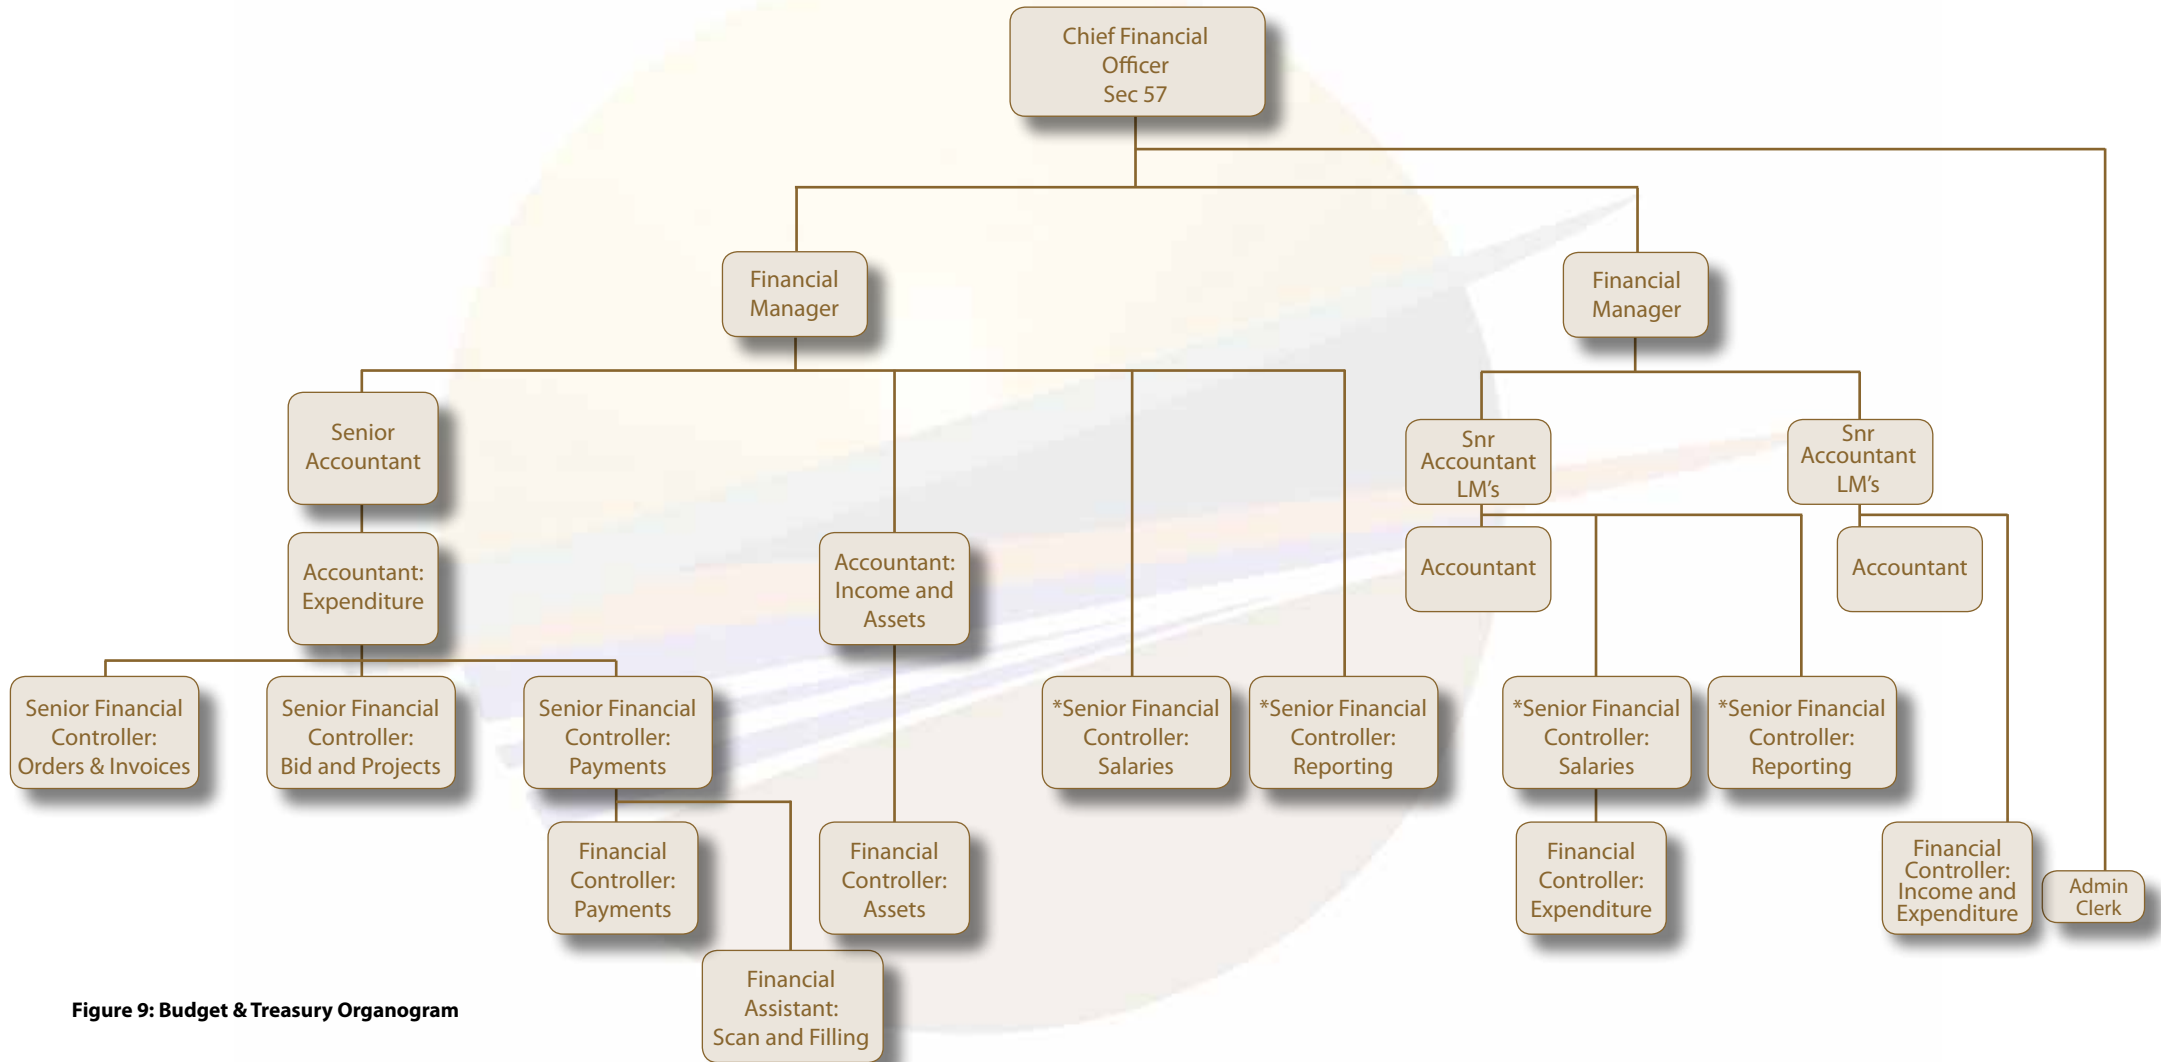 Chief Financial
Officer
Sec 57
Financial
Manager
Financial
Manager
Senior
Accountant
Snr
Accountant
LM's
Snr
Accountant
LM's
Accountant:
Expenditure
Accountant:
Income and
Assets
Accountant
Accountant
Senior Financial
Controller:
Orders & Invoices
Senior Financial
Controller:
Bid and Projects
Senior Financial
Controller:
Payments
*Senior Financial
Controller:
Salaries
*Senior Financial
Controller:
Reporting
*Senior Financial
Controller:
Salaries
*Senior Financial
Controller:
Reporting
Financial
Controller:
Payments
Financial
Controller:
Assets
Financial
Controller:
Expenditure
Financial
Controller:
Income and
Expenditure
Admin
Clerk
Financial
Assistant:
Scan and Filling
Figure 9: Budget & Treasury Organogram